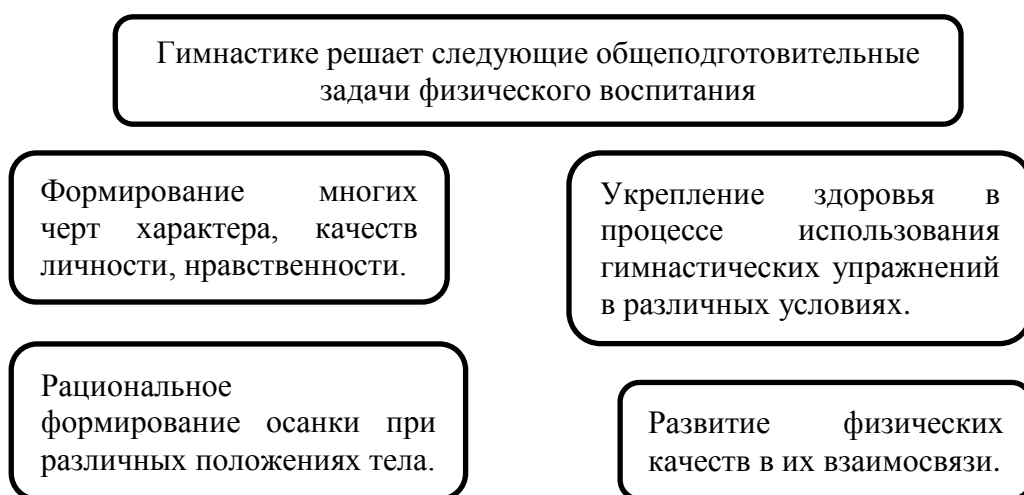 Гимнастике решает следующие общеподготовительные
задачи физического воспитания
Формирование многих
черт характера, качеств
личности, нравственности.
Укрепление здоровья в
процессе использования
гимнастических упражнений
в различных условиях.
Рациональное
формирование осанки при
различных положениях тела.
Развитие физических
качеств в их взаимосвязи.